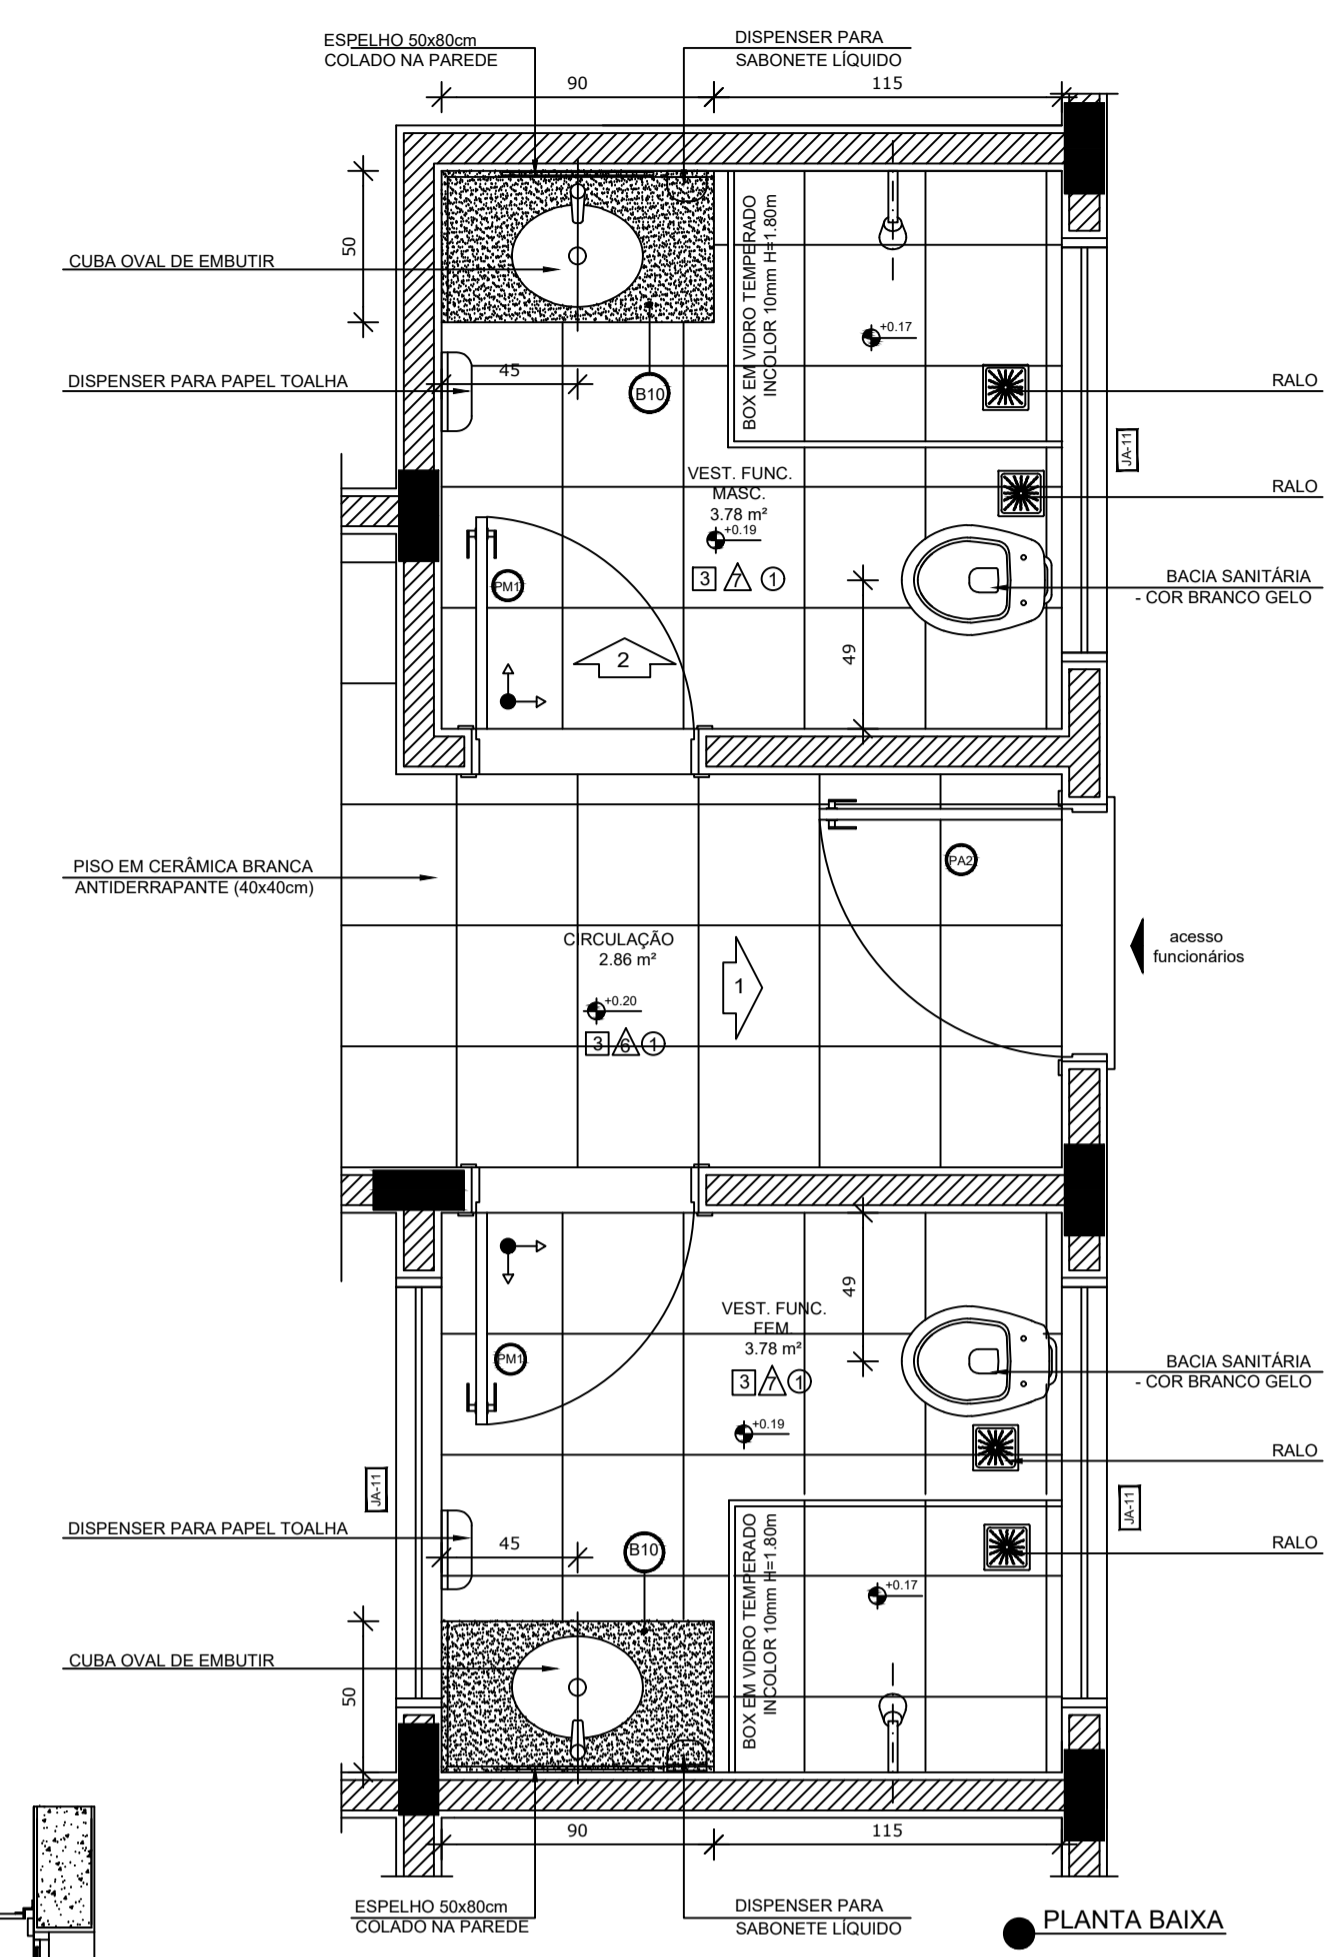 ESPELHO 50x80cm
COLADO NA PAREDE
DISPENSER PARA
SABONETE LÍQUIDO
90
115
50
CUBA OVAL DE EMBUTIR
BOX EM VIDRO TEMPERADO
INCOLOR 10mm H=1.80m
+0.17
DISPENSER PARA PAPEL TOALHA
45
B10
RALO
JA-11
VEST. FUNC.
MASC.
3.78 m²
+0.19
3 7 1
RALO
PM1
BACIA SANITÁRIA
- COR BRANCO GELO
49
2
PISO EM CERÂMICA BRANCA
ANTIDERRAPANTE (40x40cm)
PA2
CIRCULAÇÃO
2.86 m²
+0.20
3 6 1
1
acesso
funcionários
49
VEST. FUNC.
FEM.
3.78 m²
3 7 1
+0.19
PM1
BACIA SANITÁRIA
- COR BRANCO GELO
RALO
JA-11
JA-11
DISPENSER PARA PAPEL TOALHA
45
B10
BOX EM VIDRO TEMPERADO
INCOLOR 10mm H=1.80m
RALO
+0.17
CUBA OVAL DE EMBUTIR
50
90
115
ESPELHO 50x80cm
COLADO NA PAREDE
DISPENSER PARA
SABONETE LÍQUIDO
PLANTA BAIXA